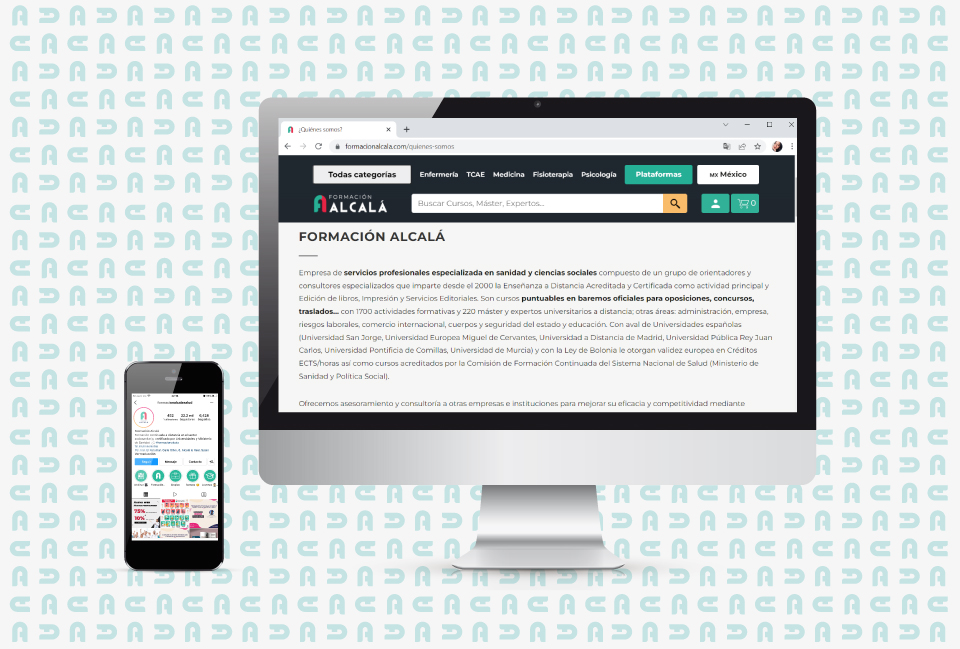 ¿Quiénes somos?
formacionalcala.com/quienes-somos
Todas categorías
Enfermería TCAE Medicina Fisioterapia Psicología
Plataformas
MX México
FORMACIÓN
ALCALÁ
Buscar Cursos, Máster, Expertos...
0
FORMACIÓN ALCALÁ
Empresa de servicios profesionales especializada en sanidad y ciencias sociales compuesto de un grupo de orientadores y
consultores especializados que imparte desde el 2000 la Enseñanza a Distancia Acreditada y Certificada como actividad principal y
Edición de libros, Impresión y Servicios Editoriales. Son cursos puntuables en baremos oficiales para oposiciones, concursos,
traslados... con 1700 actividades formativas y 220 máster y expertos universitarios a distancia; otras áreas: administración, empresa,
riesgos laborales, comercio internacional, cuerpos y seguridad del estado y educación. Con aval de Universidades españolas
(Universidad San Jorge, Universidad Europea Miguel de Cervantes, Universidad a Distancia de Madrid, Universidad Pública Rey Juan
Carlos, Universidad Pontificia de Comillas, Universidad de Murcia) y con la Ley de Bolonia le otorgan validez europea en Créditos
ECTS/horas así como cursos acreditados por la Comisión de Formación Continuada del Sistema Nacional de Salud (Ministerio de
Sanidad y Política Social).
Ofrecemos asesoramiento y consultoría a otras empresas e instituciones para mejorar su eficacia y competitividad mediante
Mensaje
Contacto
75%
10%